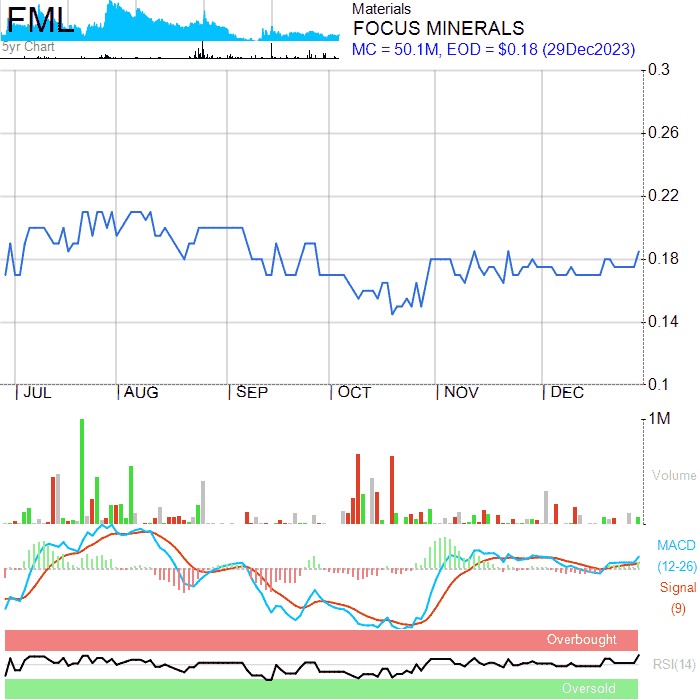 FML
5yr Chart
Materials
FOCUS MINERALS
MC = 50.1M, EOD = $0.18 (29Dec2023)
0.3
0.26
0.22
0.18
0.14
0.1
JUL AUG SEP OCT NOV DEC
1M
Volume
MACD
(12-26)
Signal
(9)
Overbought
RSI(14)
Oversold